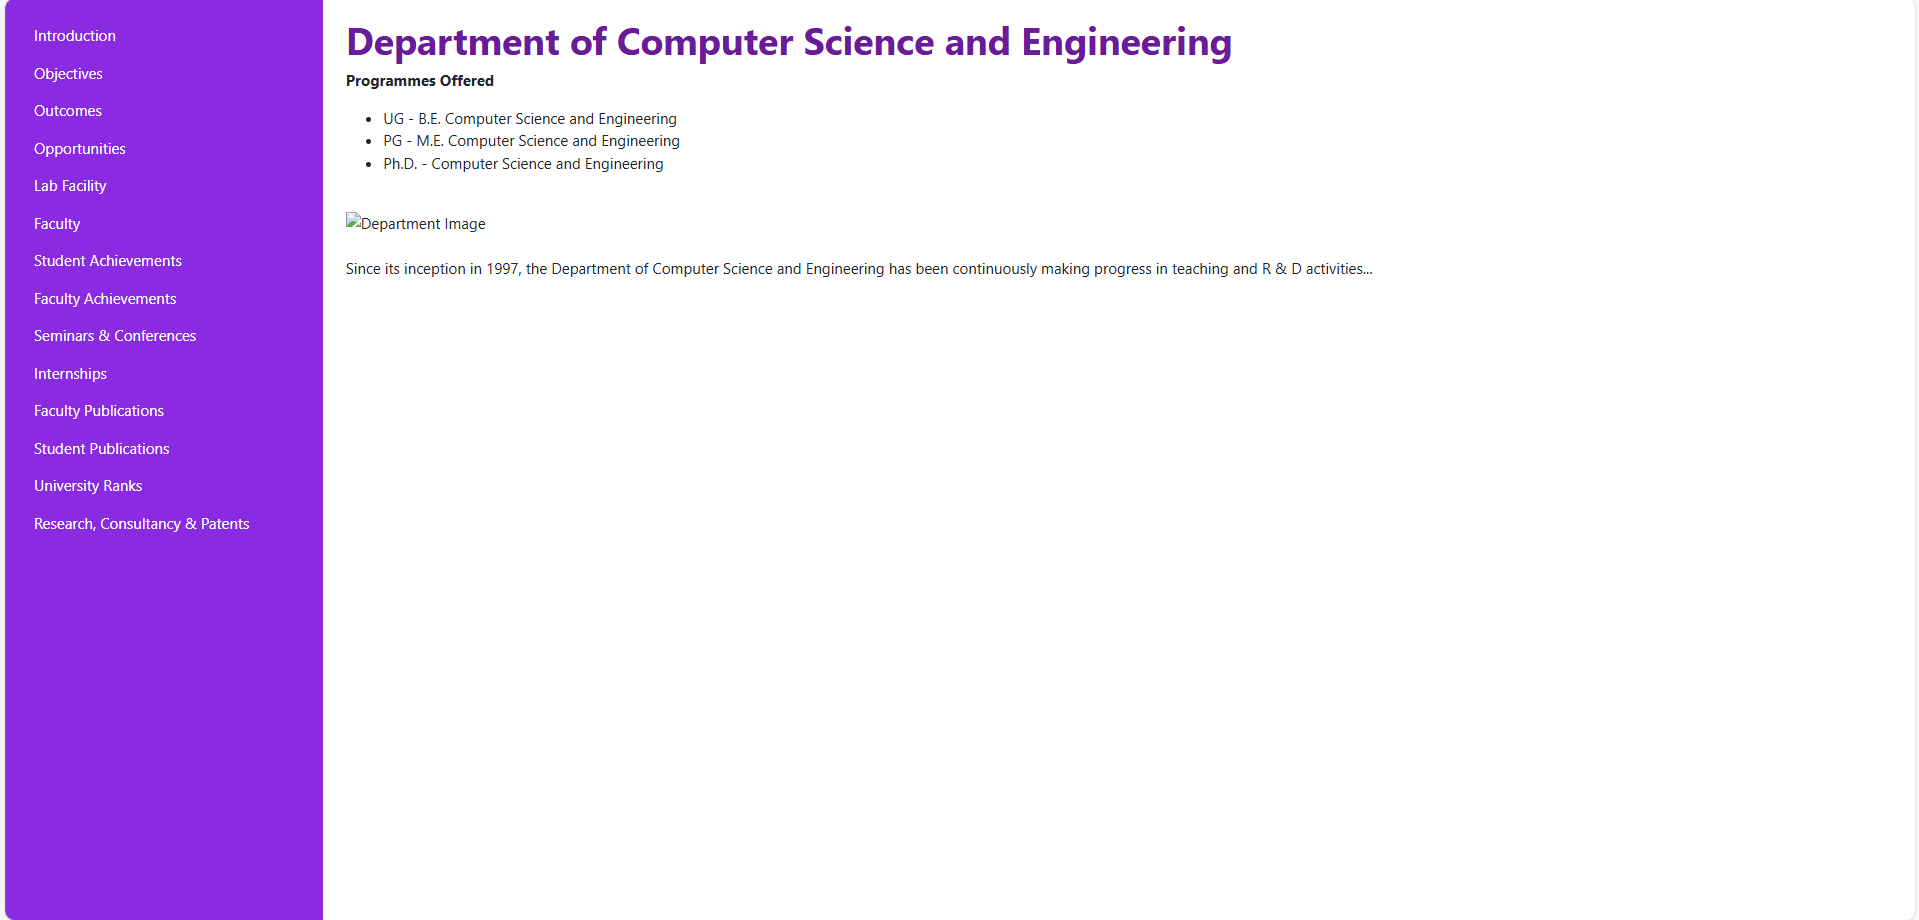 Introduction
Objectives
Outcomes
Opportunities
Lab Facility
Faculty
Student Achievements
Faculty Achievements
Seminars & Conferences
Internships
Faculty Publications
Student Publications
University Ranks
Research, Consultancy & Patents
Department of Computer Science and Engineering
Programmes Offered
UG - B.E. Computer Science and Engineering
PG - M.E. Computer Science and Engineering
Ph.D. - Computer Science and Engineering
Department Image
Since its inception in 1997, the Department of Computer Science and Engineering has been continuously making progress in teaching and R & D activities...